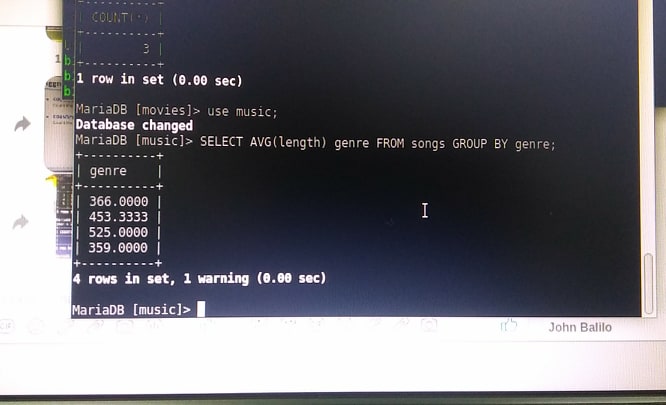 +----------+
| COUNT(*) |
+----------+
| 3 |
+----------+
1 row in set (0.00 sec)
MariaDB [movies]> use music;
Database changed
MariaDB [music]> SELECT AVG(length) genre FROM songs GROUP BY genre;
+----------+
| genre |
+----------+
| 366.0000 |
| 453.3333 |
| 525.0000 |
| 359.0000 |
+----------+
4 rows in set, 1 warning (0.00 sec)
MariaDB [music]>
John Balilo